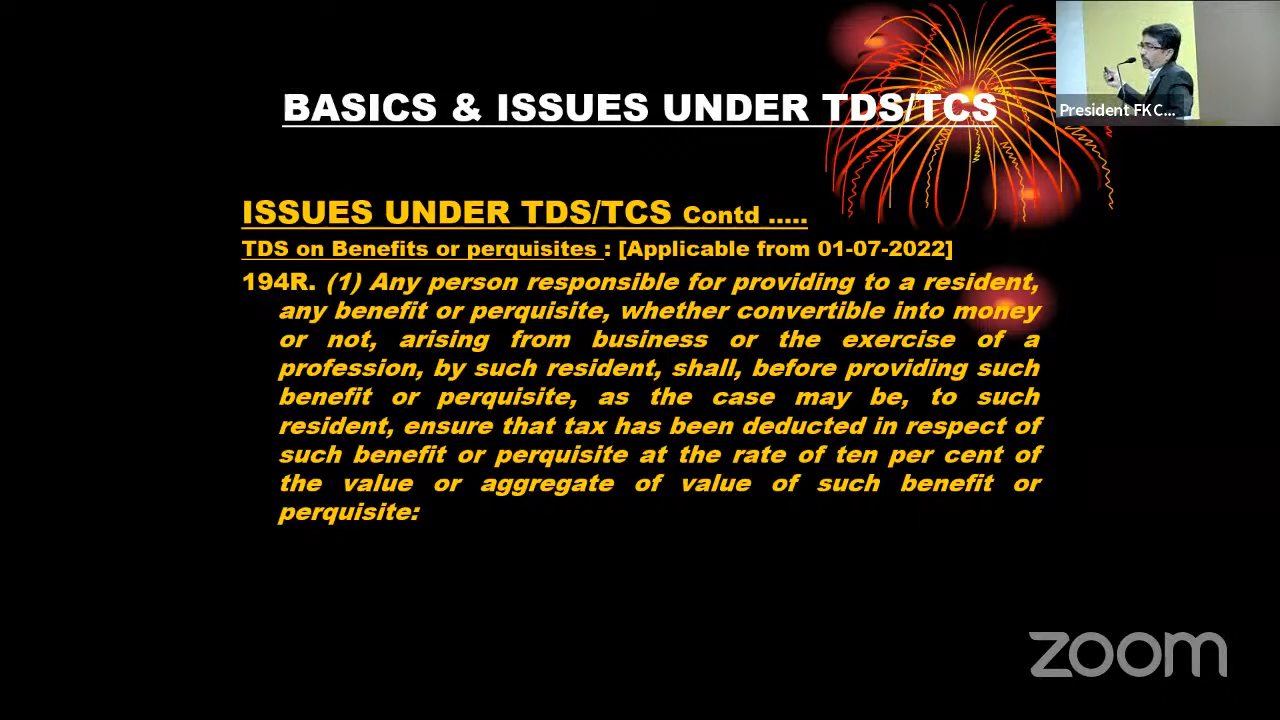 BASICS & ISSUES UNDER TDS/TCS
President FKC...
ISSUES UNDER TDS/TCS Contd .....
TDS on Benefits or perquisites : [Applicable from 01-07-2022]
194R. (1) Any person responsible for providing to a resident,
any benefit or perquisite, whether convertible into money
or not, arising from business or the exercise of a
profession, by such resident, shall, before providing such
benefit or perquisite, as the case may be, to such
resident, ensure that tax has been deducted in respect of
such benefit or perquisite at the rate of ten per cent of
the value or aggregate of value of such benefit or
perquisite:
zoom